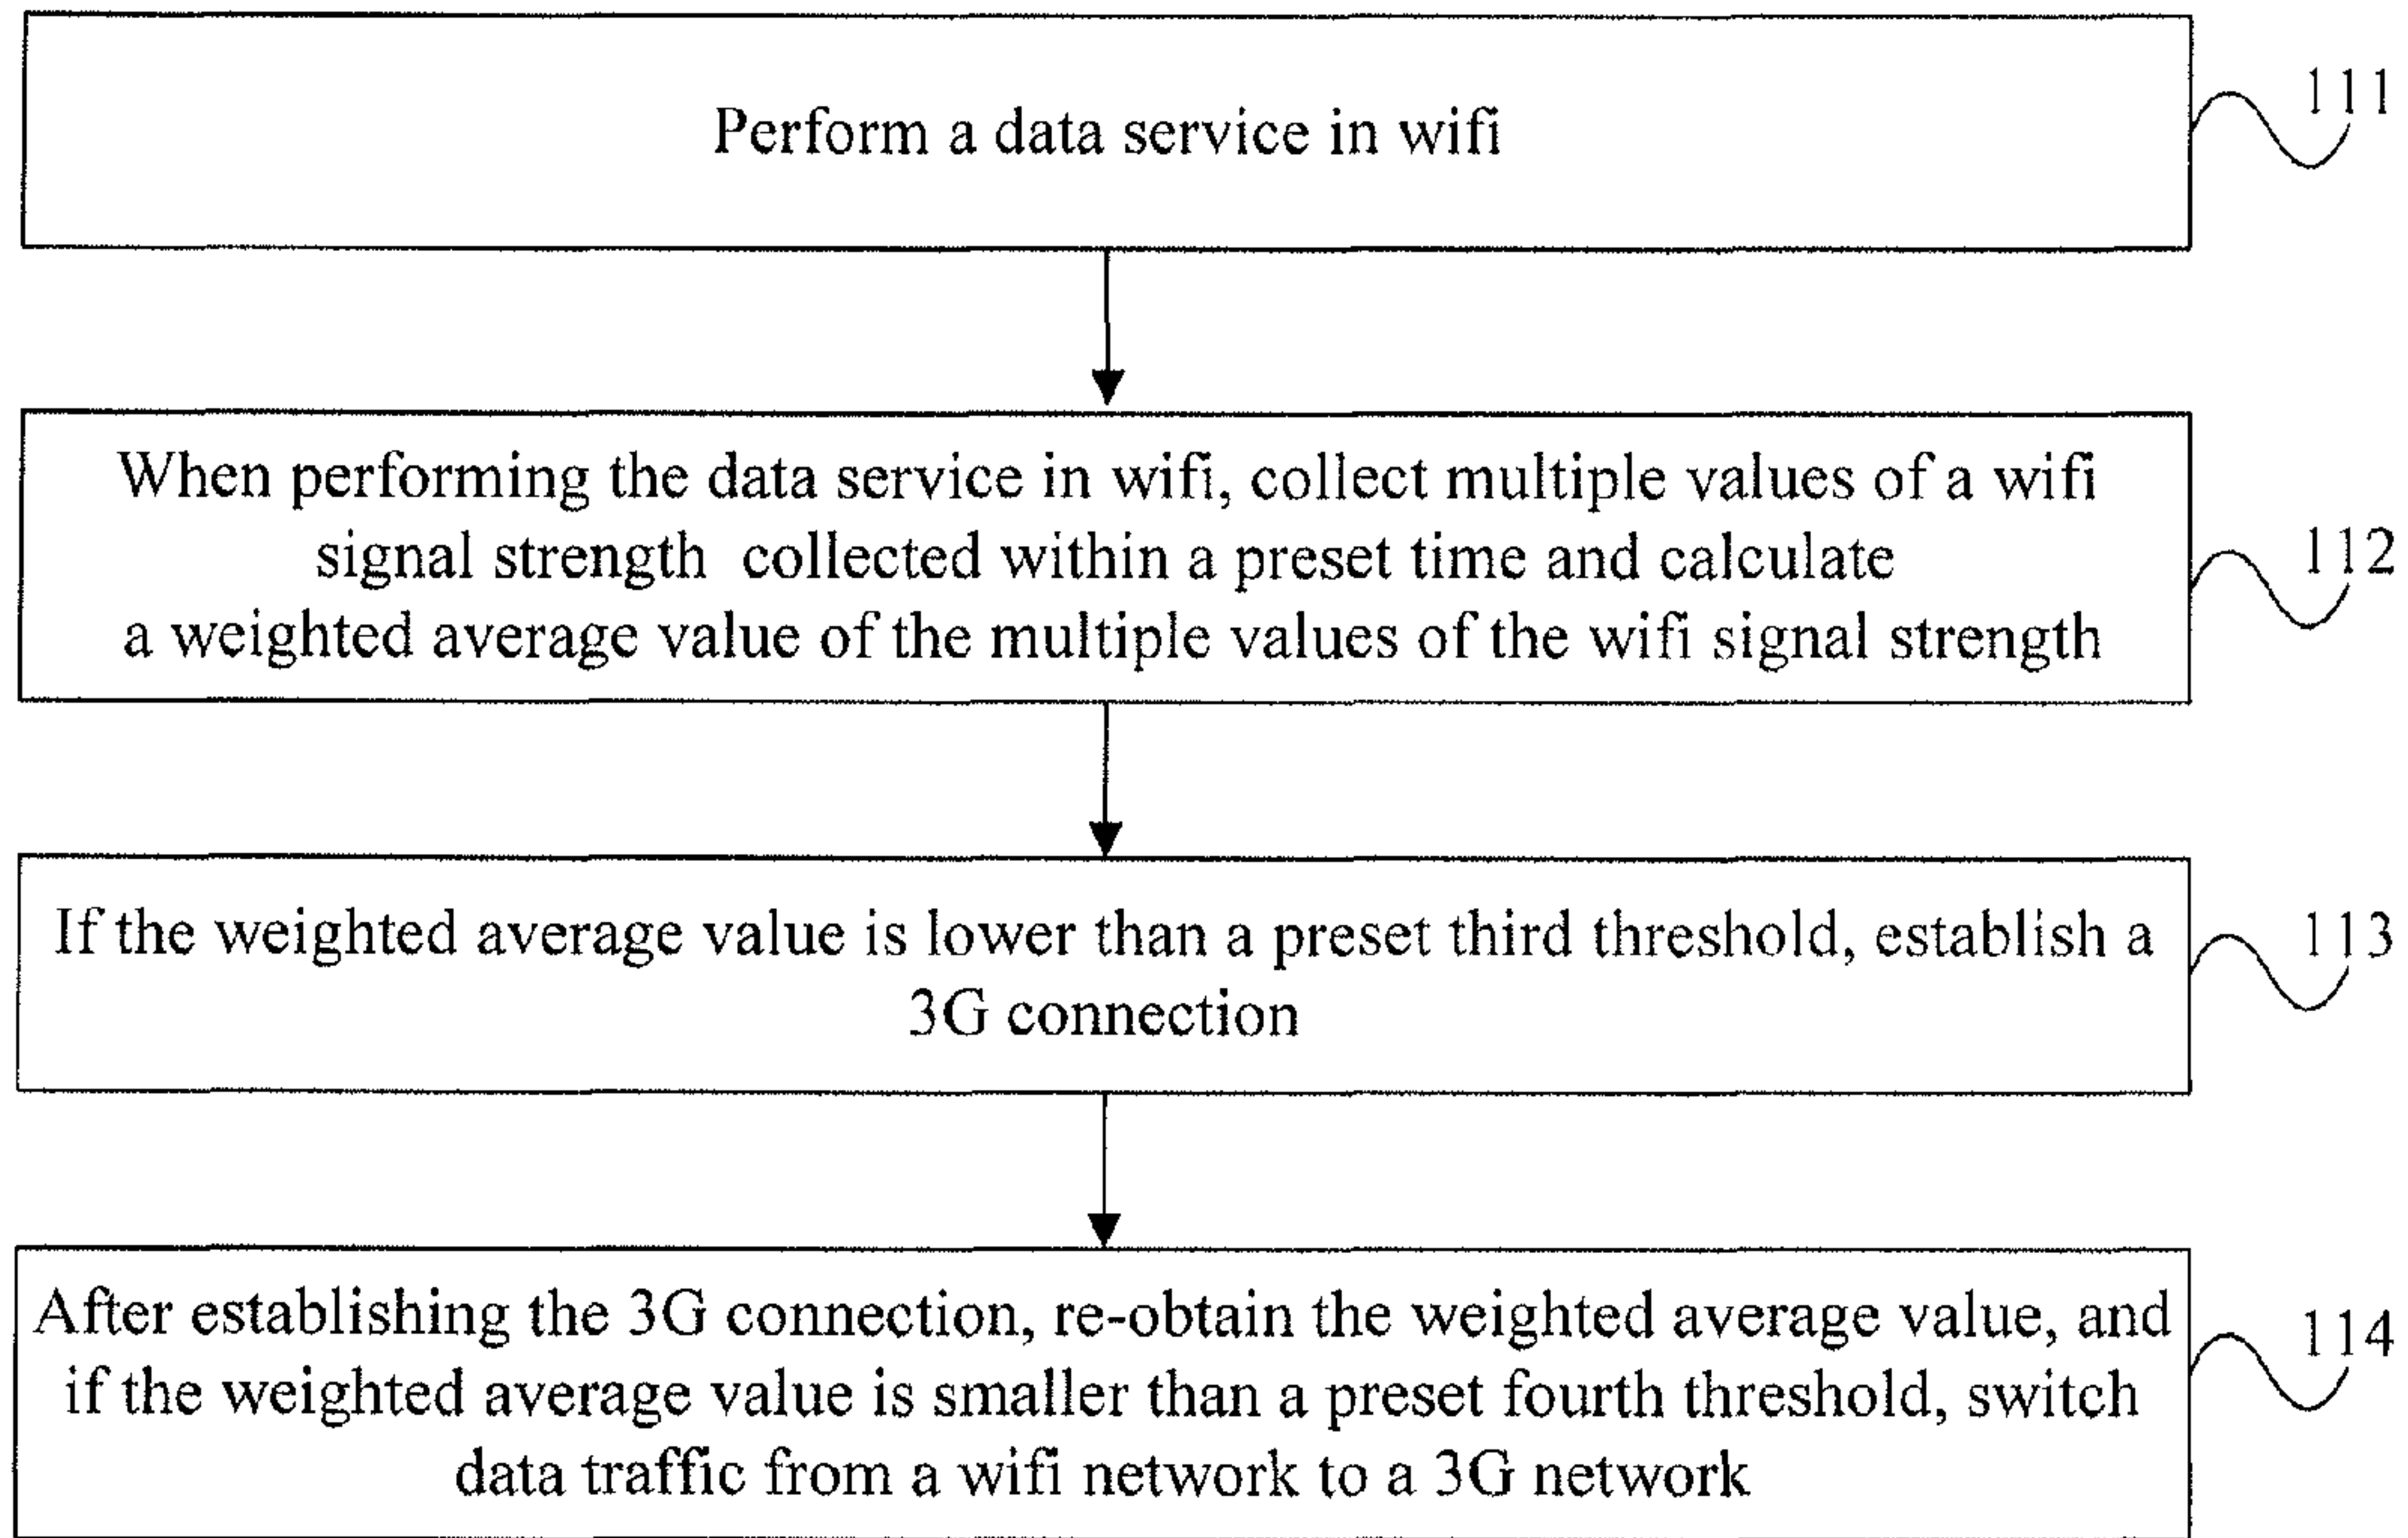 Perform a data service in wifi
111
When performing the data service in wifi, collect multiple values of a wifi
signal strength collected within a preset time and calculate
a weighted average value of the multiple values of the wifi signal strength
112
If the weighted average value is lower than a preset third threshold, establish a
3G connection
113
After establishing the 3G connection, re-obtain the weighted average value, and
if the weighted average value is smaller than a preset fourth threshold, switch
data traffic from a wifi network to a 3G network
114